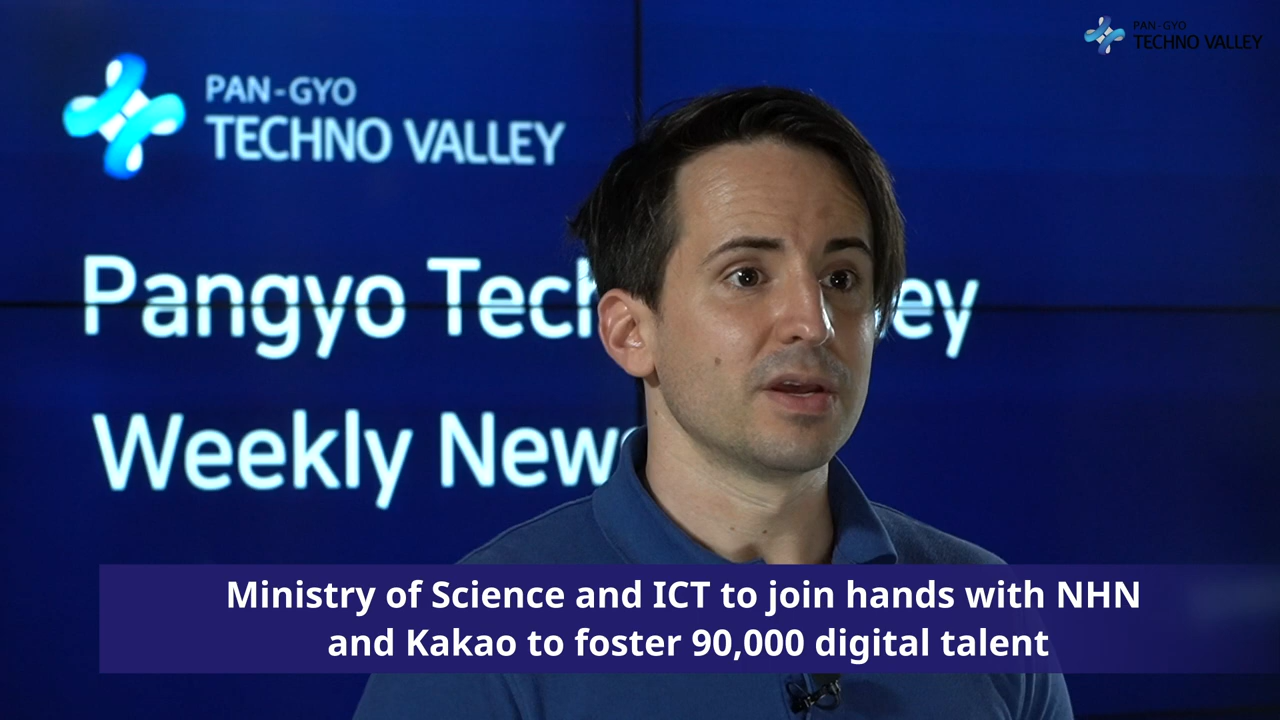 PAN-GYO
TECHNO VALLEY
PAN-GYO
TECHNO VALLEY
Pangyo Tech ey
Weekly New
Ministry of Science and ICT to join hands with NHN
and Kakao to foster 90,000 digital talent